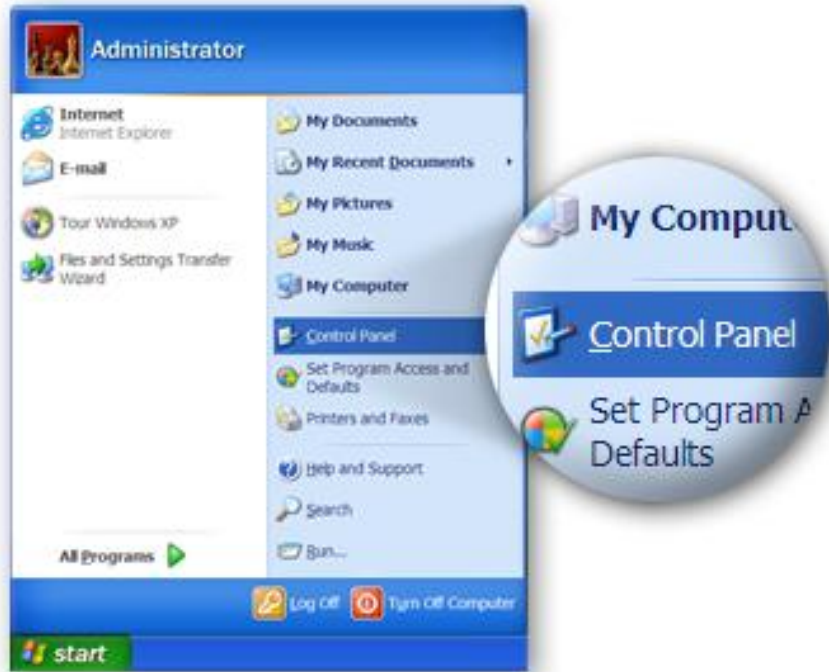 Administrator
Internet
Internet Explorer
E-mail
Tour Windows XP
Files and Settings Transfer
Wizard
All Programs
My Documents
My Recent Documents
My Pictures
My Music
My Computer
Control Panel
Set Program Access and
Defaults
Printers and Faxes
Help and Support
Search
Run...
Log Off
Turn Off Computer
start
My Comput
Control Panel
Set Program A
Defaults